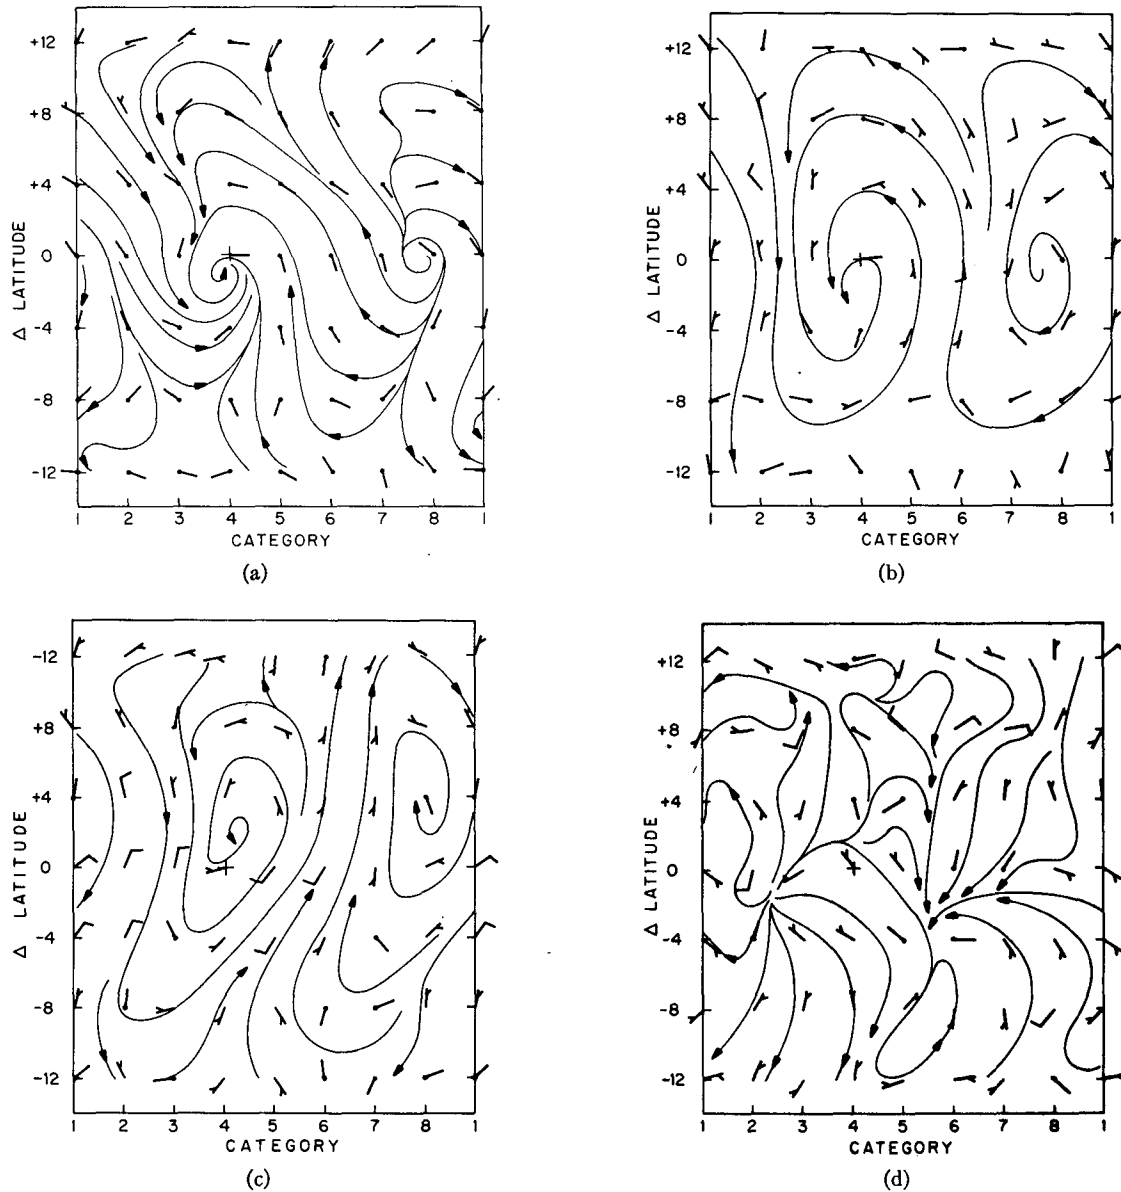 +12
+8
+4
0
-4
-8
-12
Δ LATITUDE
1 2 3 4 5 6 7 8 1
CATEGORY
(a)
+12
+8
+4
0
-4
-8
-12
Δ LATITUDE
1 2 3 4 5 6 7 8 1
CATEGORY
(b)
-12
+8
+4
0
-4
-8
-12
Δ LATITUDE
1 2 3 4 5 6 7 8 1
CATEGORY
(c)
+12
+8
+4
0
-4
-8
-12
Δ LATITUDE
1 2 3 4 5 6 7 8 1
CATEGORY
(d)